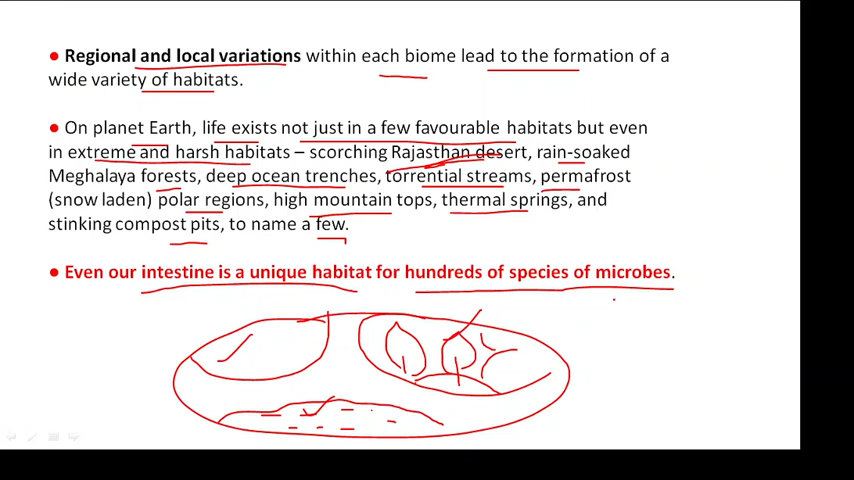 ● Regional and local variations within each biome lead to the formation of a
wide variety of habitats.
● On planet Earth, life exists not just in a few favourable habitats but even
in extreme and harsh habitats – scorching Rajasthan desert, rain-soaked
Meghalaya forests, deep ocean trenches, torrential streams, permafrost
(snow laden) polar regions, high mountain tops, thermal springs, and
stinking compost pits, to name a few.
● Even our intestine is a unique habitat for hundreds of species of microbes.